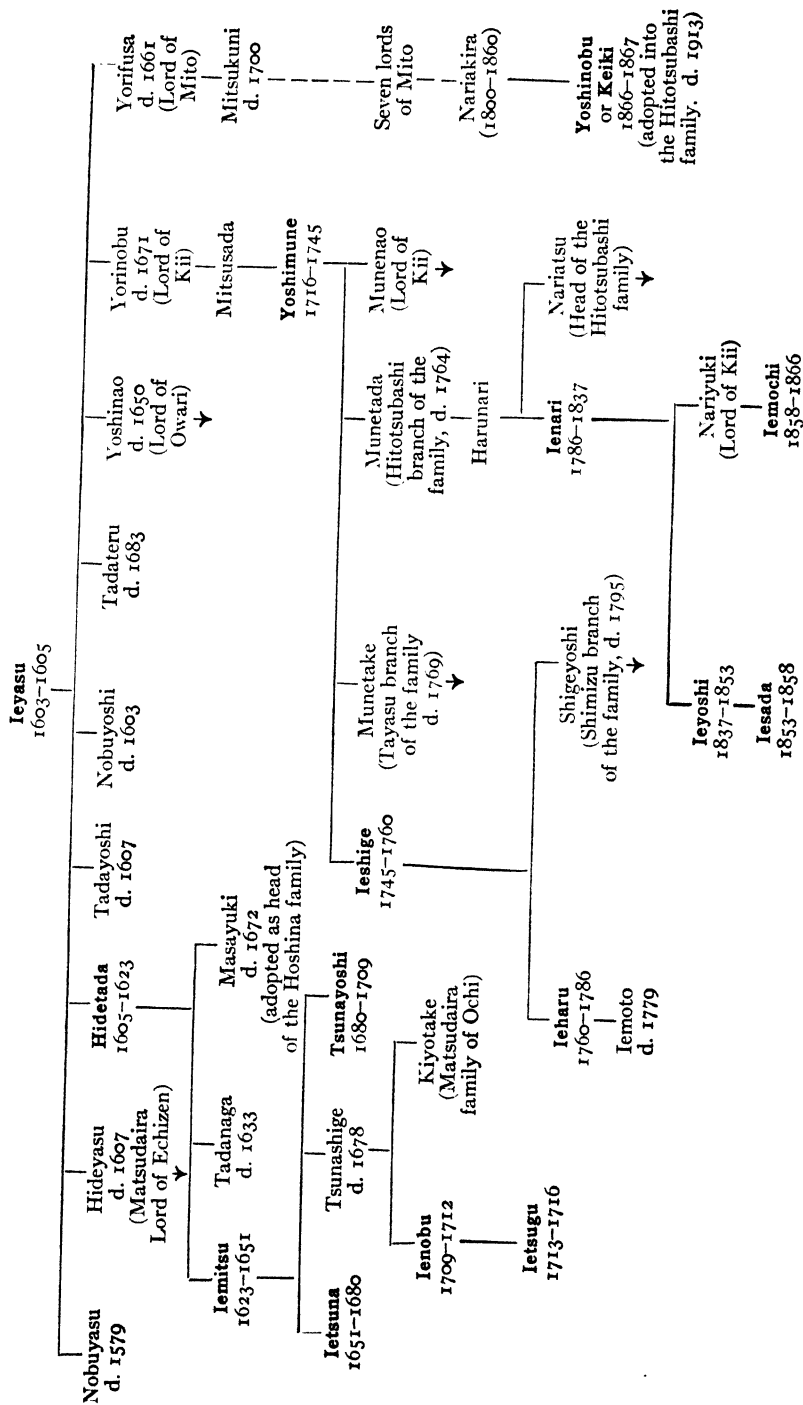 Ieyasu
1603–1605
Nobuyasu
d. 1579
Hideyasu
d. 1607
(Matsudaira
Lord of Echizen)
Hidetada
1605–1623
Tadayoshi
d. 1607
Nobuyoshi
d. 1603
Tadateru
d. 1683
Yoshinao
d. 1650
(Lord of
Owari)
Yorinobu
d. 1671
(Lord of
Kii)
Yorifusa
d. 1661
(Lord of
Mito)
Iemitsu
1623–1651
Tadanaga
d. 1633
Masayuki
d. 1672
(adopted as head
of the Hoshina family)
Mitsusada
Mitsukuni
d. 1700
Ietsuna
1651–1680
Tsunashige
d. 1678
Tsunayoshi
1680–1709
Yoshimune
1716–1745
Seven lords
of Mito
Ienobu
1709–1712
Kiyotake
(Matsudaira
family of Ochi)
Ieshige
1745–1760
Munetake
(Tayasu branch
of the family
d. 1769)
Munetada
(Hitotsubashi
branch of the
family, d. 1764)
Munenao
(Lord of
Kii)
Nariakira
(1800–1860)
Ietsugu
1713–1716
Harunari
Ieharu
1760–1786
Shigeyoshi
(Shimizu branch
of the family, d. 1795)
Ienari
1786–1837
Nariatsu
(Head of the
Hitotsubashi
family)
Yoshinobu
or Keiki
1866–1867
(adopted into
the Hitotsubashi
family. d. 1913)
Iemoto
d. 1779
Ieyoshi
1837–1853
Nariyuki
(Lord of Kii)
Iesada
1853–1858
Iemochi
1858–1866